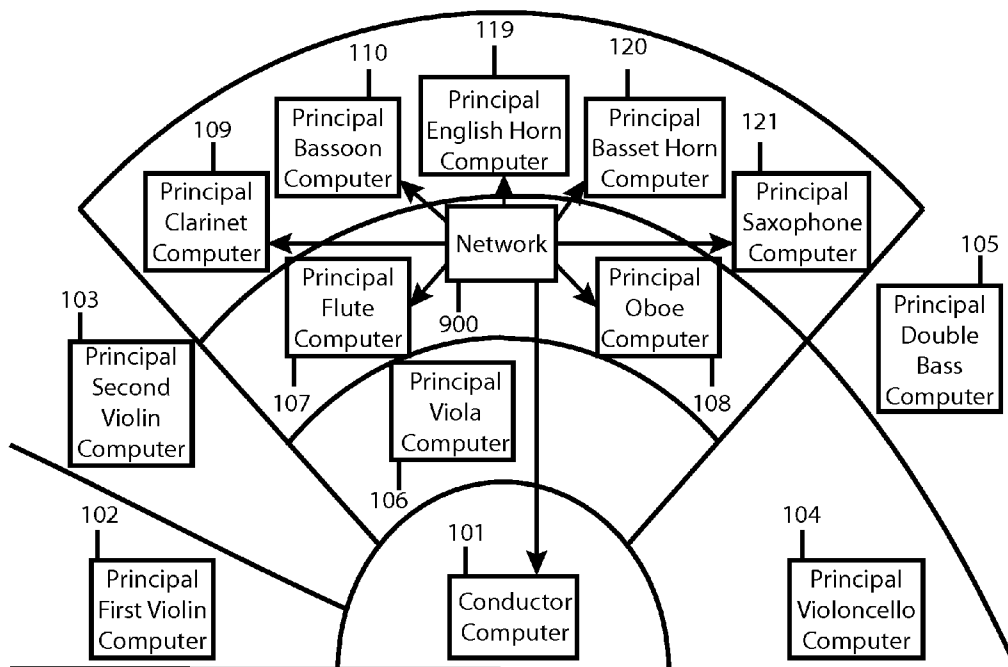 119
110
120
Principal
English Horn
Computer
109
Principal
Bassoon
Computer
Principal
Basset Horn
Computer
121
Principal
Clarinet
Computer
Principal
Saxophone
Computer
Network
105
103
Principal
Flute
Computer
900
Principal
Oboe
Computer
Principal
Double
Bass
Computer
Principal
Second
Violin
Computer
107
Principal
Viola
Computer
108
106
102
101
104
Principal
First Violin
Computer
Conductor
Computer
Principal
Violoncello
Computer